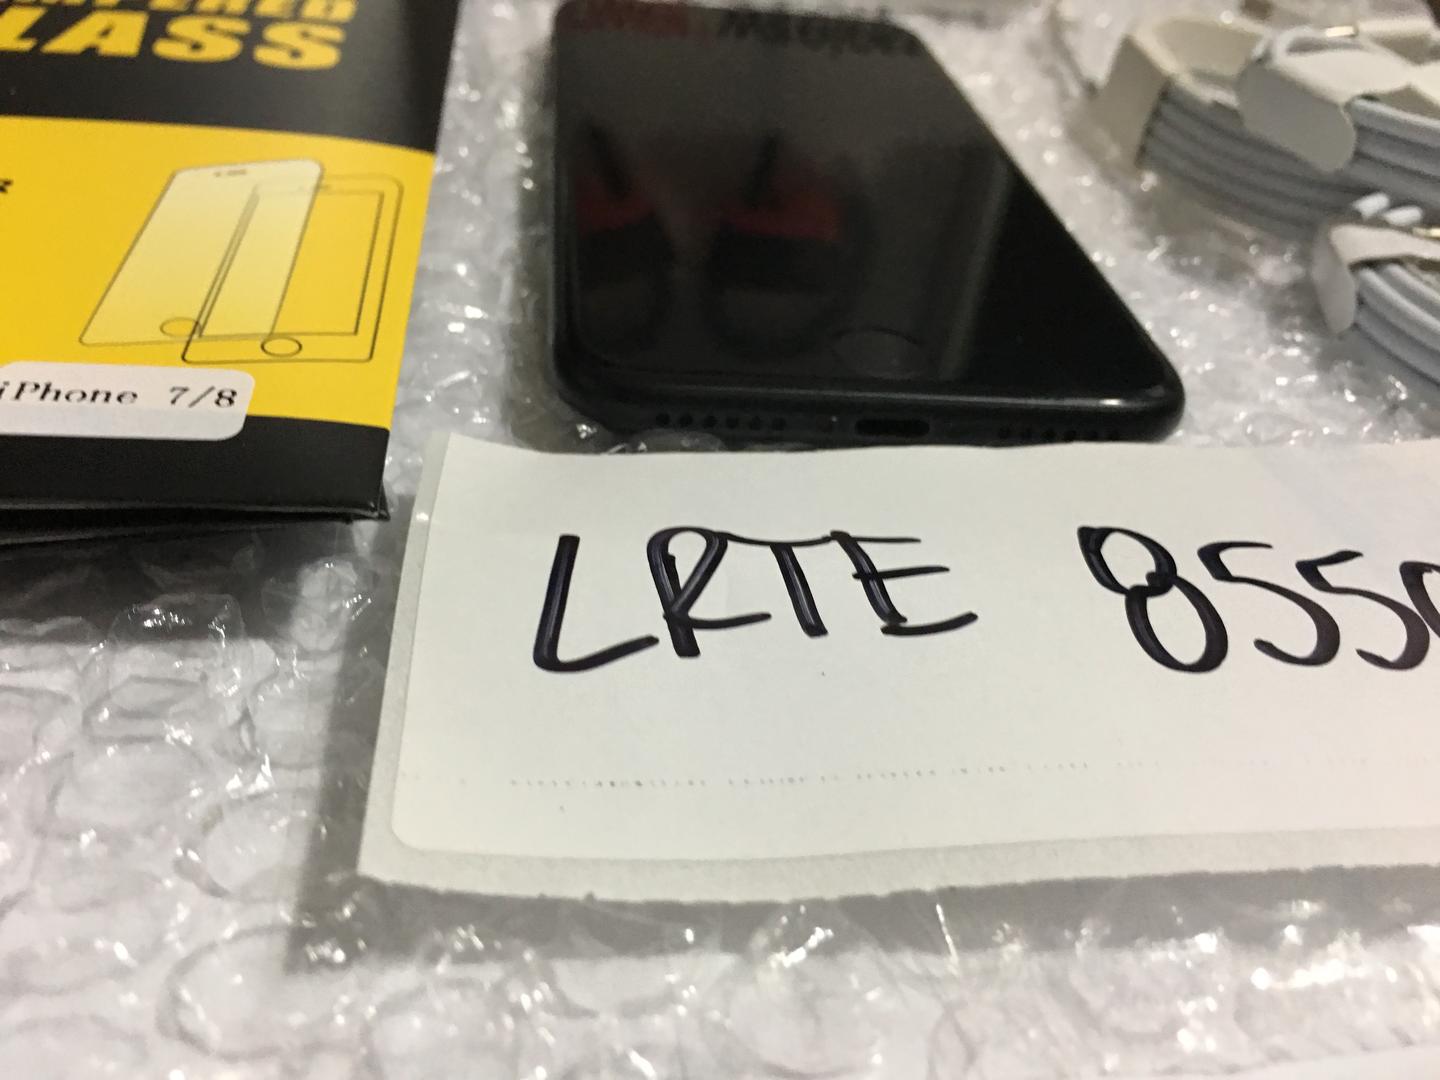 LASS
iPhone 7/8
LRTE 855